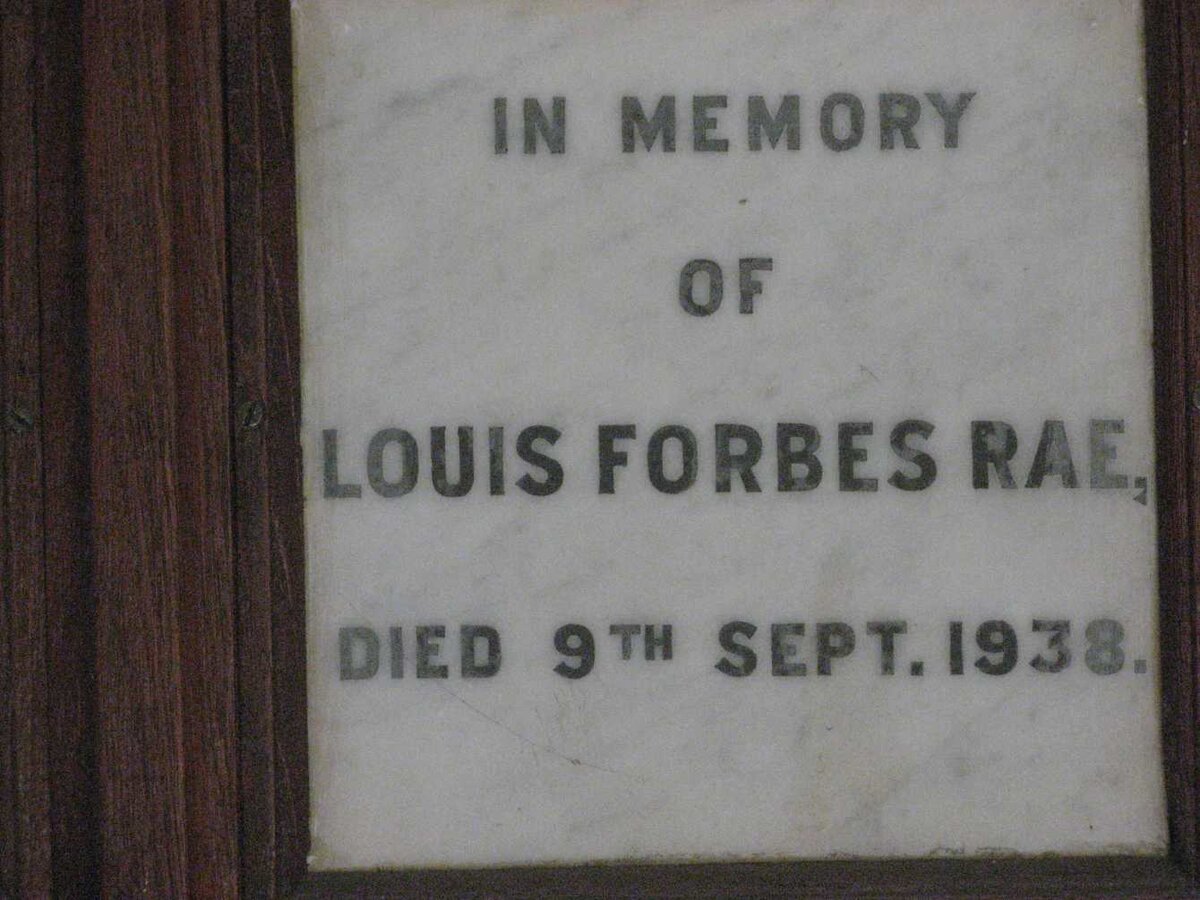 IN MEMORY
OF
LOUIS FORBES RAE,
DIED 9TH SEPT. 1938.